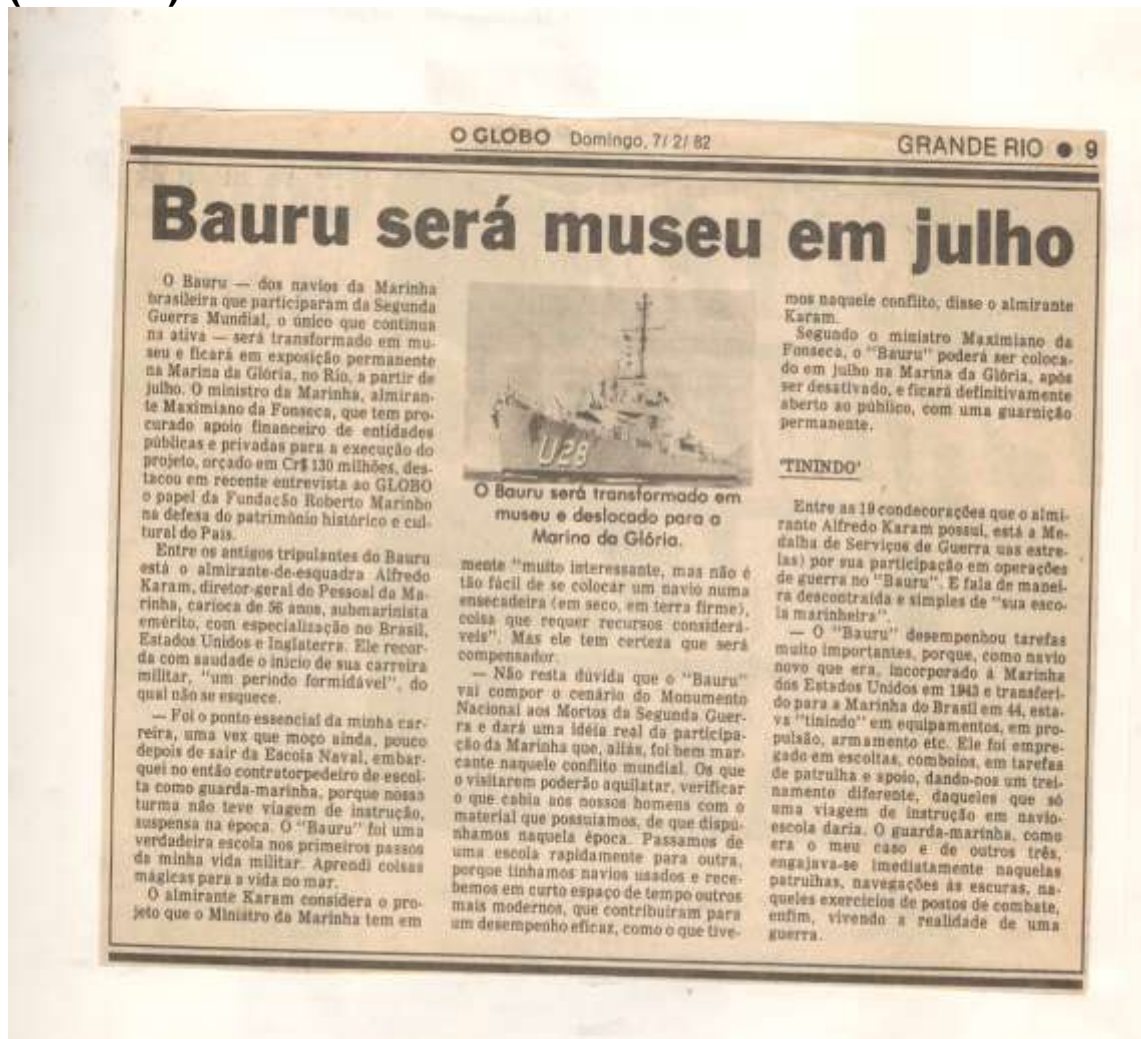 O GLOBO Domingo, 7/2/82
GRANDE RIO ● 9
Bauru será museu em julho
O Bauru — dos navios da Marinha
brasileira que participaram da Segunda
Guerra Mundial, o único que continua
na ativa — será transformado em mu-
seu e ficará em exposição permanente
na Marina da Glória, no Rio, a partir de
julho. O ministro da Marinha, almiran-
te Maximiano da Fonseca, que tem pro-
curado apoio financeiro de entidades
públicas e privadas para a execução do
projeto, orçado em Cr$ 130 milhões, des-
tacou em recente entrevista ao GLOBO
o papel da Fundação Roberto Marinho
na defesa do patrimônio histórico e cul-
tural do País.
Entre os antigos tripulantes do Bauru
está o almirante-de-esquadra Alfredo
Karam, diretor-geral do Pessoal da Ma-
rinha, carioca de 56 anos, submarinista
emérito, com especialização no Brasil,
Estados Unidos e Inglaterra. Ele recor-
da com saudade o início de sua carreira
militar, "um período formidável", do
qual não se esquece.
— Foi o ponto essencial da minha car-
reira, uma vez que moço ainda, pouco
depois de sair da Escola Naval, embar-
quei no então contratorpedeiro de escol-
ta como guarda-marinha, porque nossa
turma não teve viagem de instrução,
suspensa na época. O "Bauru" foi uma
verdadeira escola nos primeiros passos
da minha vida militar. Aprendi coisas
mágicas para a vida no mar.
O almirante Karam considera o pro-
jeto que o Ministro da Marinha tem em
U28
O Bauru será transformado em
museu e deslocado para a
Marina da Glória.
mente "muito interessante, mas não é
tão fácil de se colocar um navio numa
ensecadeira (em seco, em terra firme),
coisa que requer recursos considerá-
veis". Mas ele tem certeza que será
compensador.
— Não resta dúvida que o "Bauru"
vai compor o cenário do Monumento
Nacional aos Mortos da Segunda Guer-
ra e dará uma idéia real da participa-
ção da Marinha que, aliás, foi bem mar-
cante naquele conflito mundial. Os que
o visitarem poderão aquilatar, verificar
o que cabia aos nossos homens com o
material que possuíamos, de que dispú-
nhamos naquela época. Passamos de
uma escola rapidamente para outra,
porque tínhamos navios usados e rece-
bemos em curto espaço de tempo outros
mais modernos, que contribuíram para
um desempenho eficaz, como o que tive-
mos naquele conflito, disse o almirante
Karam.
Segundo o ministro Maximiano da
Fonseca, o "Bauru" poderá ser coloca-
do em julho na Marina da Glória, após
ser desativado, e ficará definitivamente
aberto ao público, com uma guarnição
permanente.
'TININDO'
Entre as 19 condecorações que o almi-
rante Alfredo Karam possui, está a Me-
dalha de Serviços de Guerra uas estre-
las) por sua participação em operações
de guerra no "Bauru". E fala de manei-
ra descontraída e simples de "sua esco-
la marinheira".
— O "Bauru" desempenhou tarefas
muito importantes, porque, como navio
novo que era, incorporado à Marinha
dos Estados Unidos em 1943 e transferi-
do para a Marinha do Brasil em 44, esta-
va "tinindo" em equipamentos, em pro-
pulsão, armamento etc. Ele foi empre-
gado em escoltas, comboios, em tarefas
de patrulha e apoio, dando-nos um trei-
namento diferente, daqueles que só
uma viagem de instrução em navio-
escola daria. O guarda-marinha, como
era o meu caso e de outros três,
engajava-se imediatamente naquelas
patrulhas, navegações às escuras, na-
queles exercícios de postos de combate,
enfim, vivendo a realidade de uma
guerra.